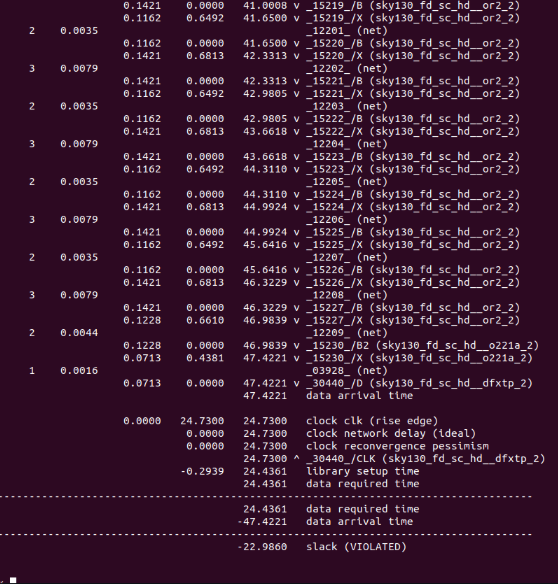 0.1421 0.0000 41.0008 v _15219_/B (sky130_fd_sc_hd__or2_2)
0.1162 0.6492 41.6500 v _15219_/X (sky130_fd_sc_hd__or2_2)
2 0.0035 _12201_ (net)
0.1162 0.0000 41.6500 v _15220_/B (sky130_fd_sc_hd__or2_2)
0.1420 0.6813 42.3313 v _15220_/X (sky130_fd_sc_hd__or2_2)
3 0.0079 _12202_ (net)
0.1421 0.0000 42.3313 v _15221_/B (sky130_fd_sc_hd__or2_2)
0.1162 0.6492 42.9805 v _15221_/X (sky130_fd_sc_hd__or2_2)
2 0.0035 _12203_ (net)
0.1162 0.0000 42.9805 v _15222_/B (sky130_fd_sc_hd__or2_2)
0.1421 0.6813 43.6618 v _15222_/X (sky130_fd_sc_hd__or2_2)
3 0.0079 _12204_ (net)
0.1421 0.0000 43.6618 v _15223_/B (sky130_fd_sc_hd__or2_2)
0.1162 0.6492 44.3110 v _15223_/X (sky130_fd_sc_hd__or2_2)
2 0.0035 _12205_ (net)
0.1162 0.0000 44.3110 v _15224_/B (sky130_fd_sc_hd__or2_2)
0.1421 0.6813 44.9924 v _15224_/X (sky130_fd_sc_hd__or2_2)
3 0.0079 _12206_ (net)
0.1421 0.0000 44.9924 v _15225_/B (sky130_fd_sc_hd__or2_2)
0.1162 0.6492 45.6416 v _15225_/X (sky130_fd_sc_hd__or2_2)
2 0.0035 _12207_ (net)
0.1162 0.0000 45.6416 v _15226_/B (sky130_fd_sc_hd__or2_2)
0.1421 0.6813 46.3229 v _15226_/X (sky130_fd_sc_hd__or2_2)
3 0.0079 _12208_ (net)
0.1421 0.0000 46.3229 v _15227_/B (sky130_fd_sc_hd__or2_2)
0.1228 0.6610 46.9839 v _15227_/X (sky130_fd_sc_hd__or2_2)
2 0.0044 _12209_ (net)
0.1228 0.0000 46.9839 v _15230_/B2 (sky130_fd_sc_hd__o221a_2)
0.0713 0.4381 47.4221 v _15230_/X (sky130_fd_sc_hd__o221a_2)
1 0.0016 _03928_ (net)
0.0713 0.0000 47.4221 v _30440_/D (sky130_fd_sc_hd__dfxtp_2)
47.4221 data arrival time
0.0000 24.7300 24.7300 clock clk (rise edge)
0.0000 24.7300 clock network delay (ideal)
0.0000 24.7300 clock reconvergence pessimism
24.7300 ^ _30440_/CLK (sky130_fd_sc_hd__dfxtp_2)
-0.2939 24.4361 library setup time
24.4361 data required time
-----------------------------------------------------------------------------
24.4361 data required time
-47.4221 data arrival time
-----------------------------------------------------------------------------
-22.9860 slack (VIOLATED)